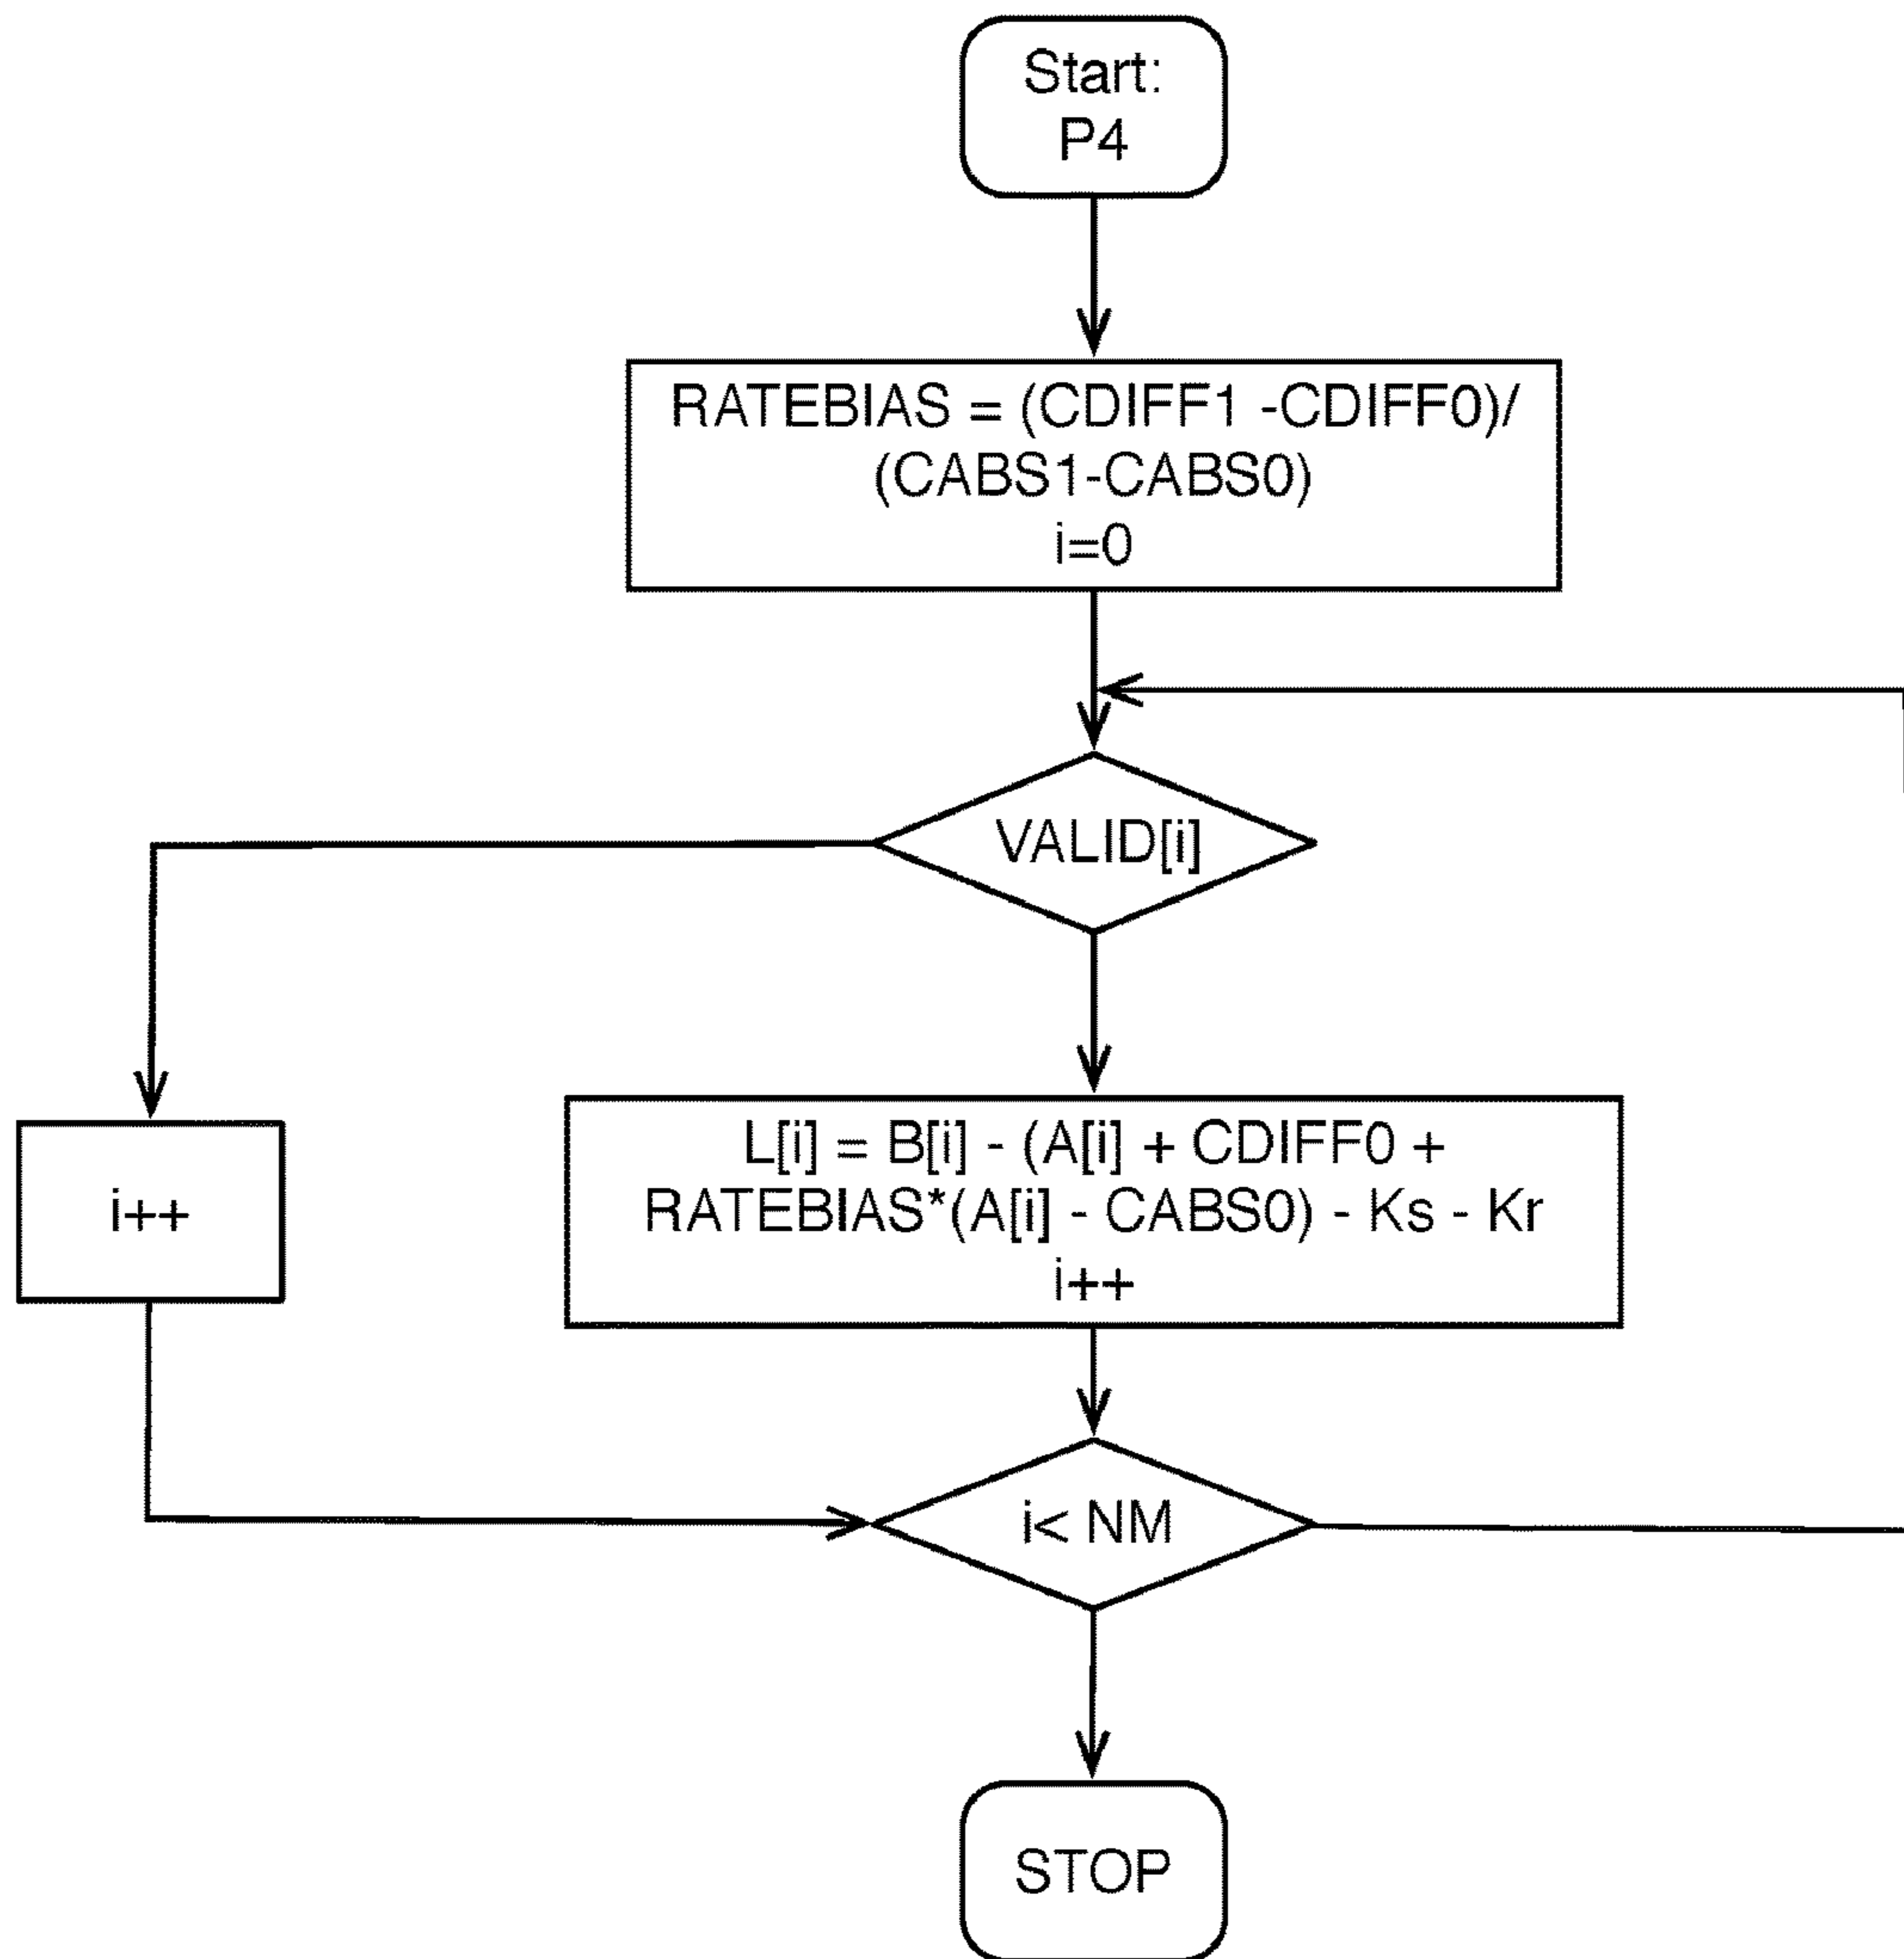 Start:
P4
RATEBIAS = (CDIFF1 -CDIFF0)/
(CABS1-CABS0)
i=0
VALID[i]
L[i] = B[i] - (A[i] + CDIFF0 +
RATEBIAS*(A[i] - CABS0) - Ks - Kr
i++
i++
i< NM
STOP